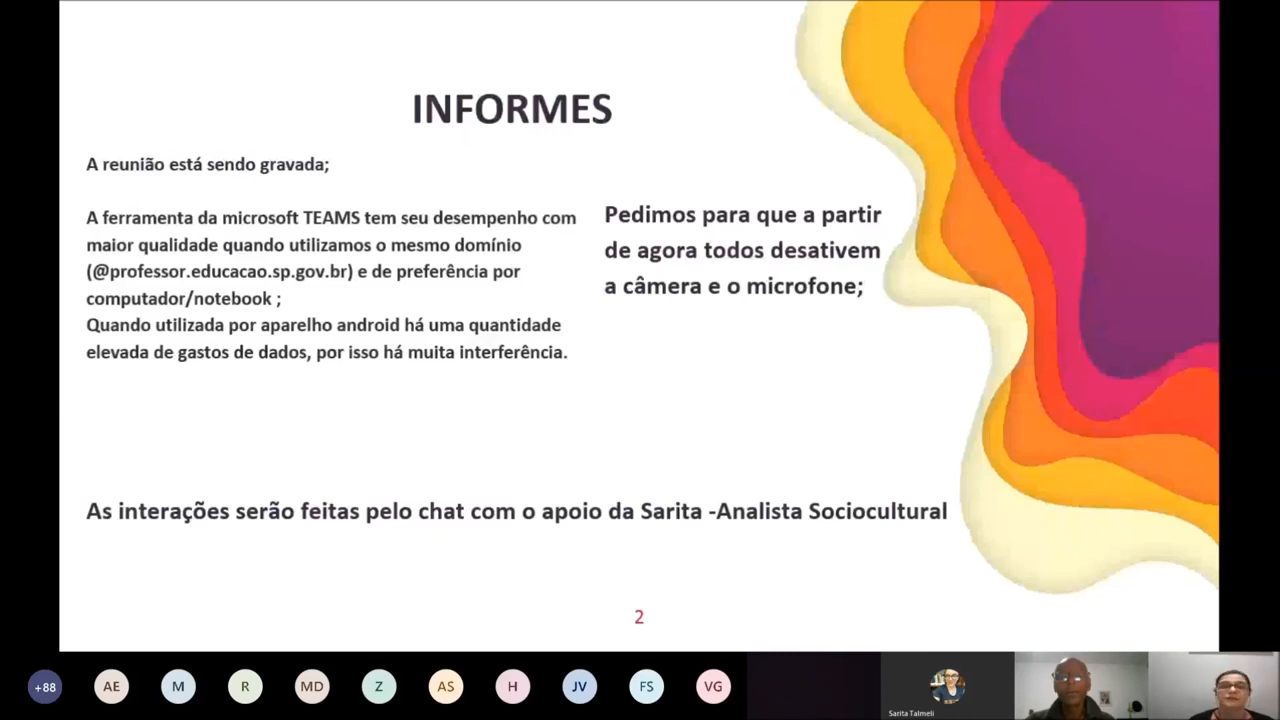 INFORMES
A reunião está sendo gravada;
A ferramenta da microsoft TEAMS tem seu desempenho com
maior qualidade quando utilizamos o mesmo domínio
(@professor.educacao.sp.gov.br) e de preferência por
computador/notebook ;
Quando utilizada por aparelho android há uma quantidade
elevada de gastos de dados, por isso há muita interferência.
Pedimos para que a partir
de agora todos desativem
a câmera e o microfone;
As interações serão feitas pelo chat com o apoio da Sarita -Analista Sociocultural
2
+88 AE M R MD Z AS H JV FS VG
Sarita Talmeli